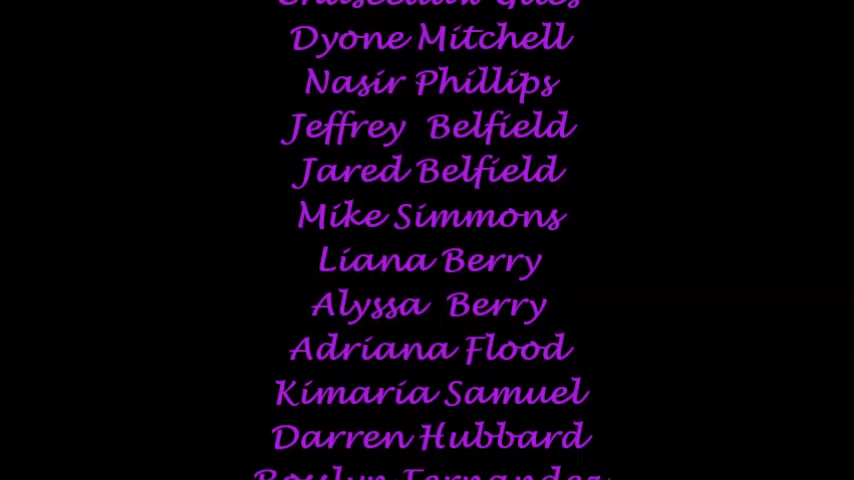 Dyone Mitchell
Nasir Phillips
Jeffrey Belfield
Jared Belfield
Mike Simmons
Liana Berry
Alyssa Berry
Adriana Flood
Kimaria Samuel
Darren Hubbard